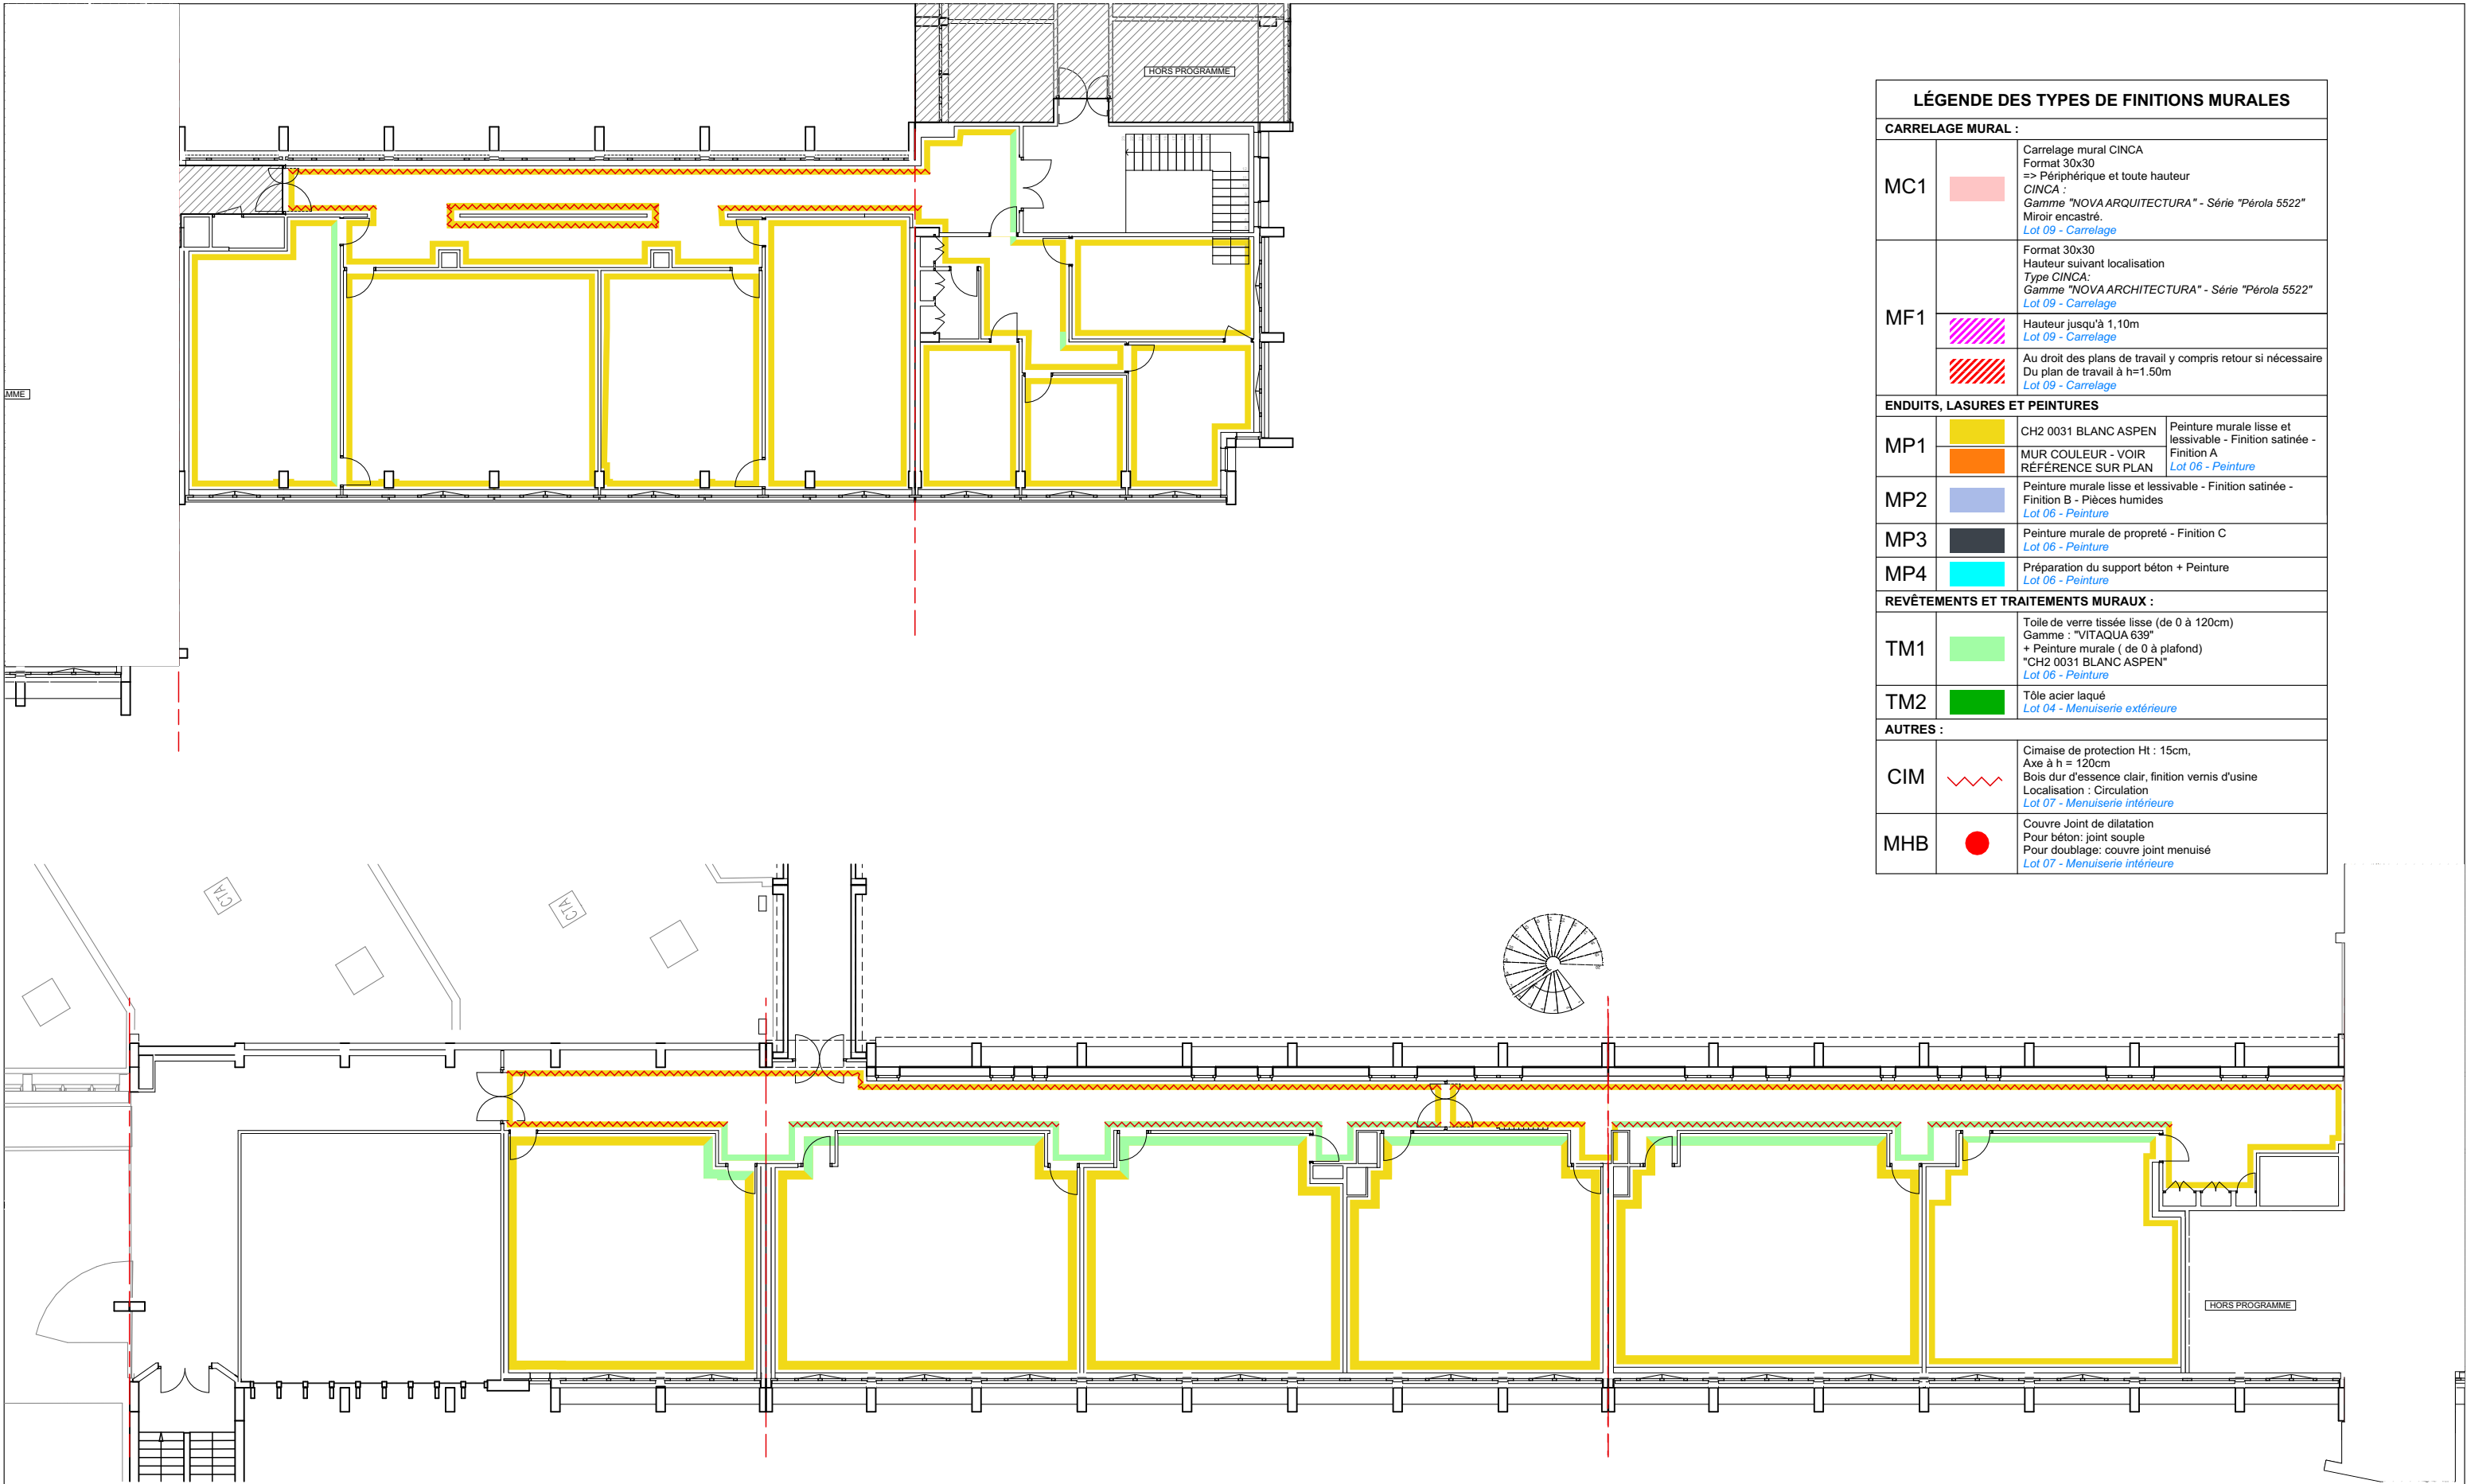 HORS PROGRAMME
MME
LÉGENDE DES TYPES DE FINITIONS MURALES
CARRELAGE MURAL :
MC1
Carrelage mural CINCA
Format 30x30
=> Périphérique et toute hauteur
CINCA :
Gamme "NOVA ARQUITECTURA" - Série "Pérola 5522"
Miroir encastré.
Lot 09 - Carrelage
MF1
Format 30x30
Hauteur suivant localisation
Type CINCA:
Gamme "NOVA ARCHITECTURA" - Série "Pérola 5522"
Lot 09 - Carrelage
Hauteur jusqu'à 1,10m
Lot 09 - Carrelage
Au droit des plans de travail y compris retour si nécessaire
Du plan de travail à h=1.50m
Lot 09 - Carrelage
ENDUITS, LASURES ET PEINTURES
MP1
CH2 0031 BLANC ASPEN
MUR COULEUR - VOIR
RÉFÉRENCE SUR PLAN
Peinture murale lisse et
lessivable - Finition satinée -
Finition A
Lot 06 - Peinture
MP2
Peinture murale lisse et lessivable - Finition satinée -
Finition B - Pièces humides
Lot 06 - Peinture
MP3
Peinture murale de propreté - Finition C
Lot 06 - Peinture
MP4
Préparation du support béton + Peinture
Lot 06 - Peinture
REVÊTEMENTS ET TRAITEMENTS MURAUX :
TM1
Toile de verre tissée lisse (de 0 à 120cm)
Gamme : "VITAQUA 639"
+ Peinture murale ( de 0 à plafond)
"CH2 0031 BLANC ASPEN"
Lot 06 - Peinture
TM2
Tôle acier laqué
Lot 04 - Menuiserie extérieure
AUTRES :
CIM
Cimaise de protection Ht : 15cm,
Axe à h = 120cm
Bois dur d'essence clair, finition vernis d'usine
Localisation : Circulation
Lot 07 - Menuiserie intérieure
MHB
Couvre Joint de dilatation
Pour béton: joint souple
Pour doublage: couvre joint menuisé
Lot 07 - Menuiserie intérieure
CTA
CTA
HORS PROGRAMME